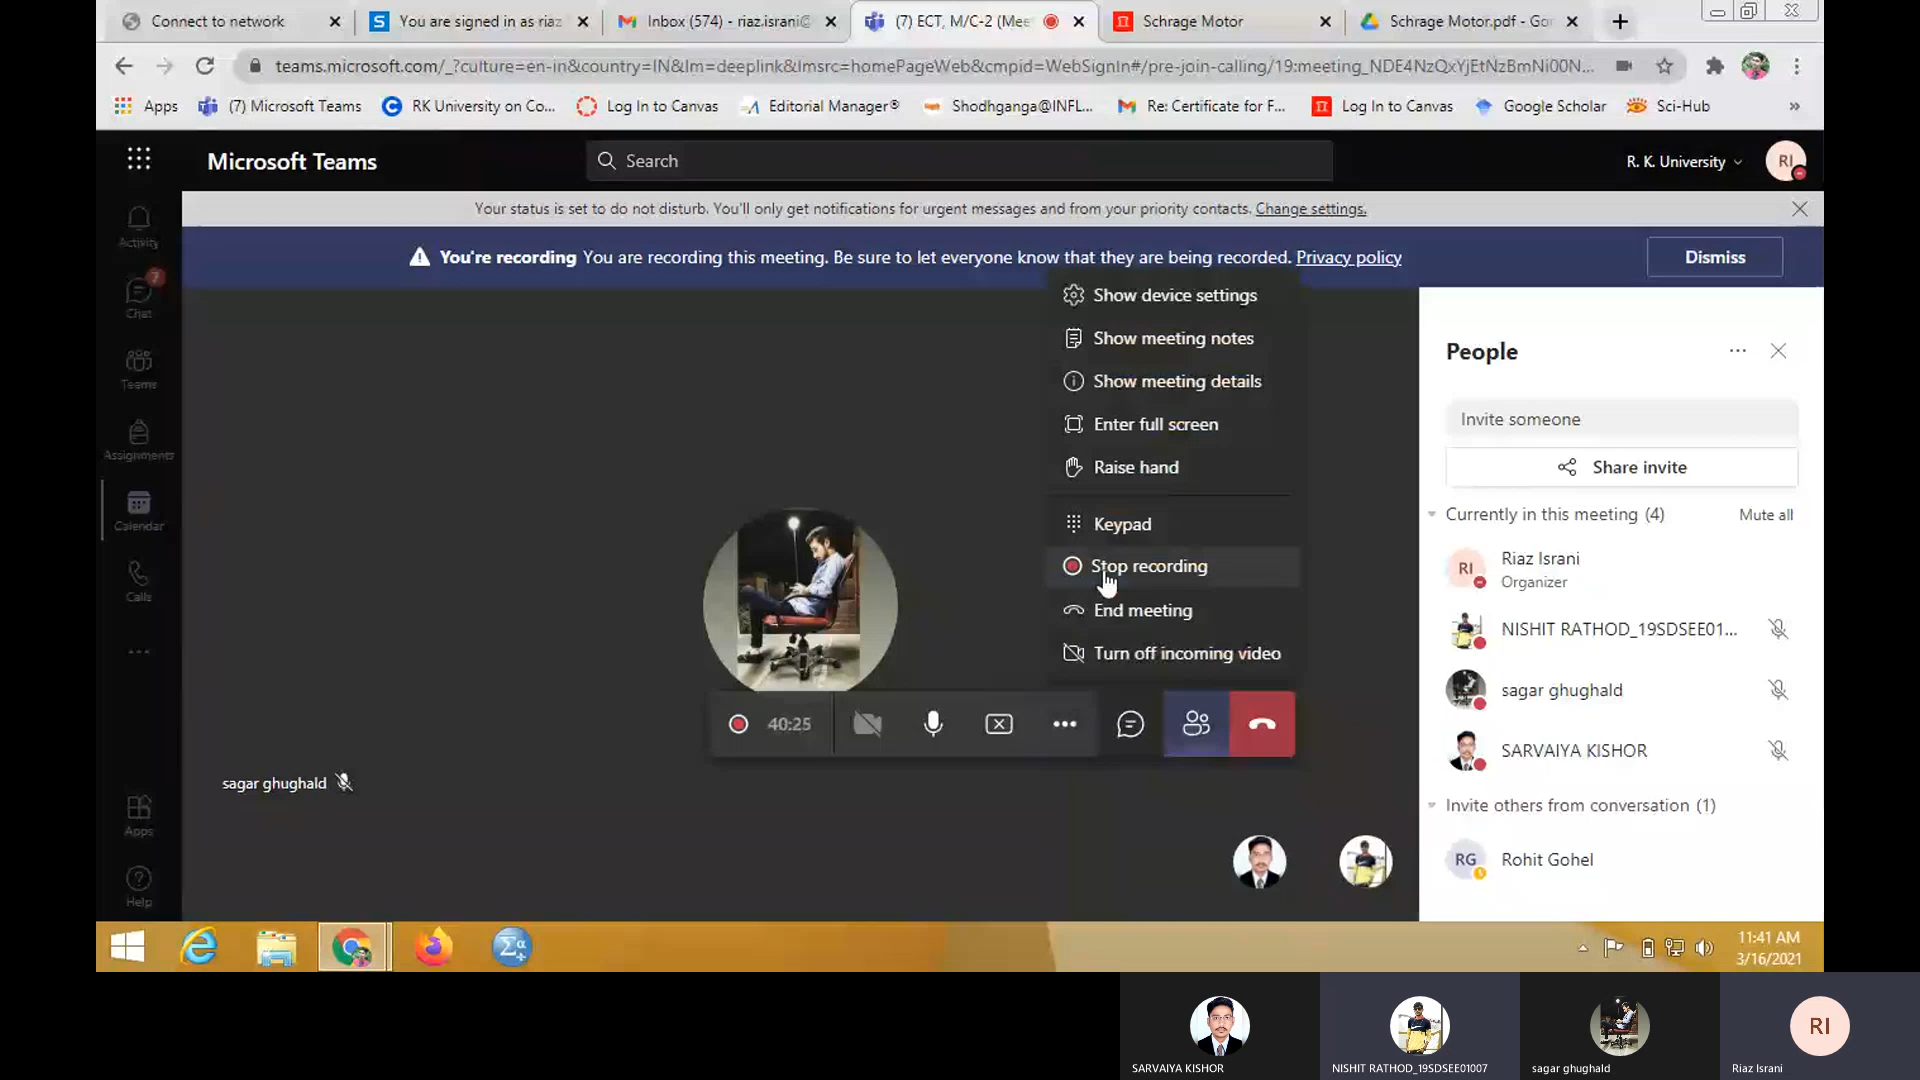 Connect to network
You are signed in as riaz
Inbox (574) - riaz.israni@
(7) ECT, M/C-2 (Mee
Schrage Motor
Schrage Motor.pdf - Goo
teams.microsoft.com/_?culture=en-in&country=IN&lm=deeplink&lmsrc=homePageWeb&cmpid=WebSignIn#/pre-join-calling/19:meeting_NDE4NzQxYjEtNzBmNi00N...
Apps
(7) Microsoft Teams
RK University on Co...
Log In to Canvas
Editorial Manager®
Shodhganga@INFL...
Re: Certificate for F...
Log In to Canvas
Google Scholar
Sci-Hub
»
Microsoft Teams
Search
R. K. University
RI
Your status is set to do not disturb. You'll only get notifications for urgent messages and from your priority contacts. Change settings.
You're recording You are recording this meeting. Be sure to let everyone know that they are being recorded. Privacy policy
Dismiss
Activity
7
Chat
Teams
Assignments
Calendar
Calls
...
Apps
Help
Show device settings
Show meeting notes
Show meeting details
Enter full screen
Raise hand
Keypad
Stop recording
End meeting
Turn off incoming video
40:25
sagar ghughald
People
Invite someone
Share invite
Currently in this meeting (4)
Mute all
RI
Riaz Israni
Organizer
NISHIT RATHOD_19SDSEE01...
sagar ghughald
SARVAIYA KISHOR
Invite others from conversation (1)
RG
Rohit Gohel
11:41 AM
3/16/2021
SARVAIYA KISHOR
NISHIT RATHOD_19SDSEE01007
sagar ghughald
RI
Riaz Israni